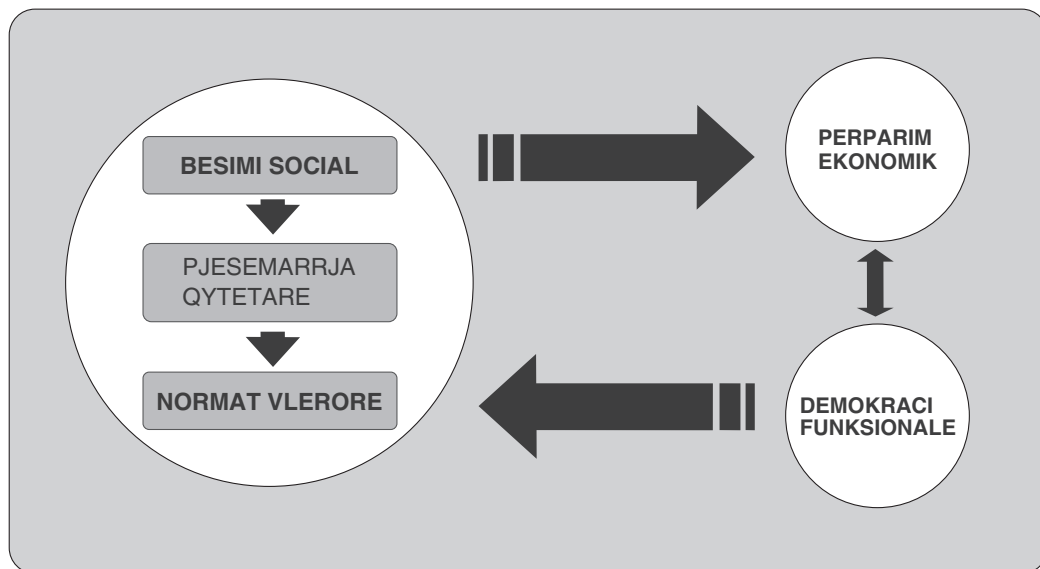 BESIMI SOCIAL
PJESEMARRJA
QYTETARE
NORMAT VLERORE
PERPARIM
EKONOMIK
DEMOKRACI
FUNKSIONALE